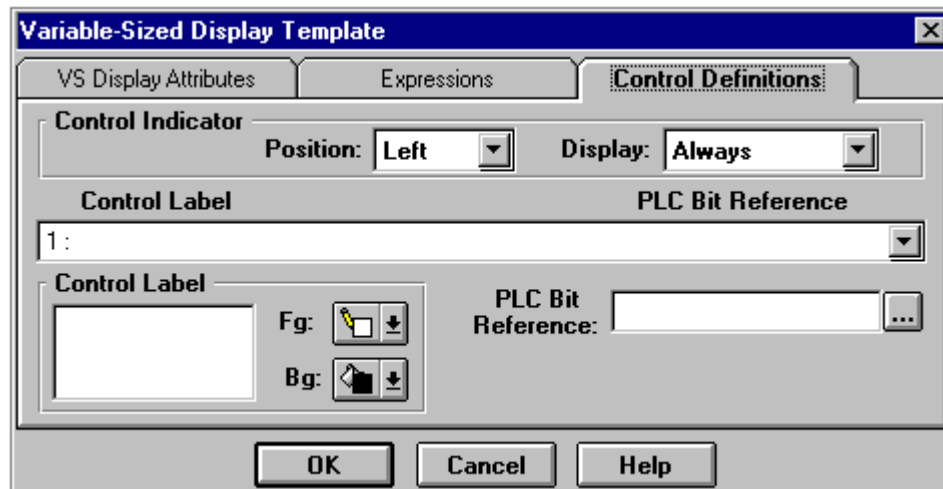 Variable-Sized Display Template
VS Display Attributes Expressions Control Definitions
Control Indicator
Position: Left Display: Always
Control Label PLC Bit Reference
1 :
Control Label
Fg:
Bg:
PLC Bit
Reference:
...
OK Cancel Help